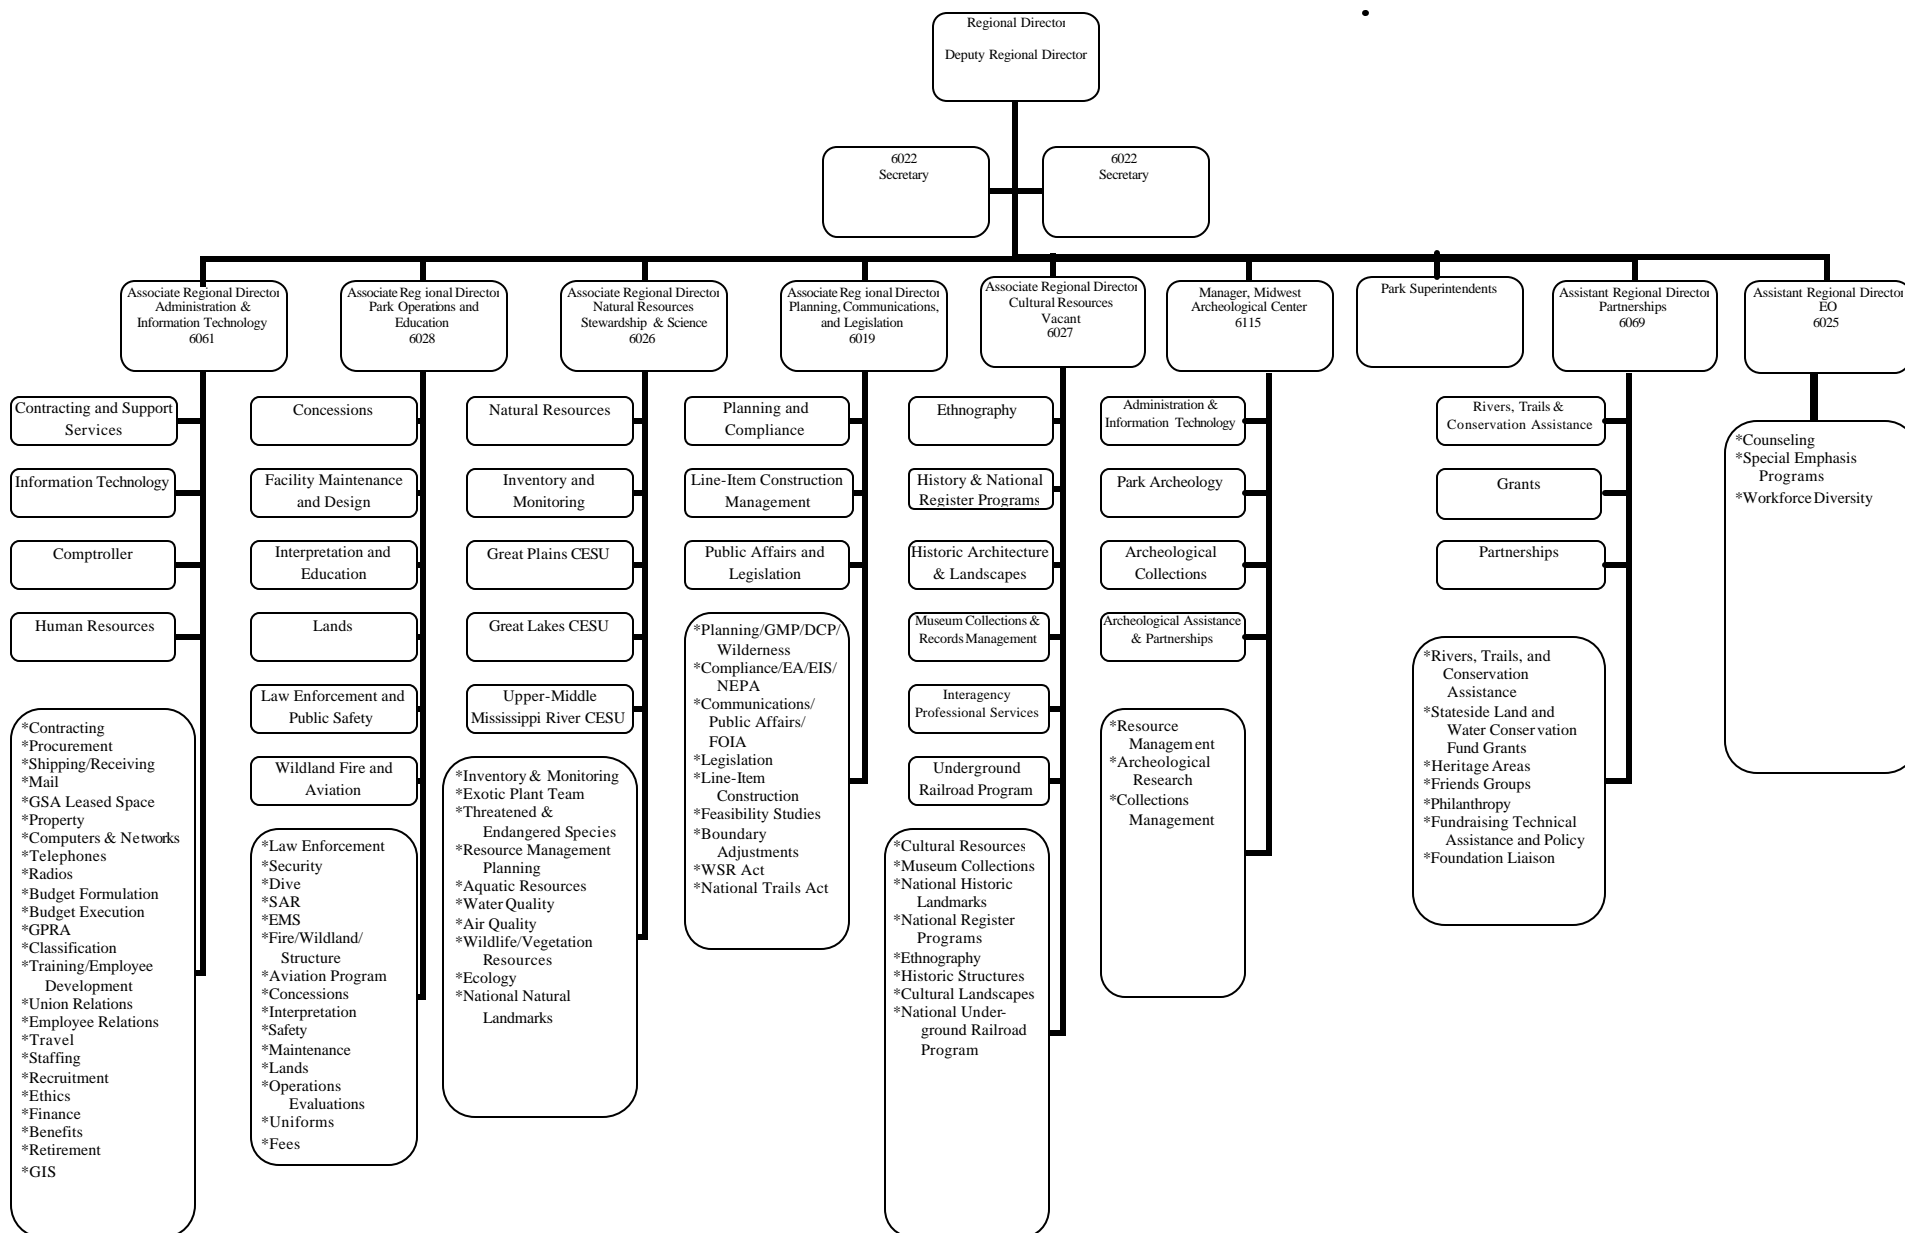 Regional Director
Deputy Regional Director
6022
Secretary
6022
Secretary
Associate Regional Director
Administration &
Information Technology
6061
Associate Regional Director
Park Operations and
Education
6028
Associate Regional Director
Natural Resources
Stewardship & Science
6026
Associate Regional Director
Planning, Communications,
and Legislation
6019
Associate Regional Director
Cultural Resources
Vacant
6027
Manager, Midwest
Archeological Center
6115
Park Superintendents
Assistant Regional Director
Partnerships
6069
Assistant Regional Director
EO
6025
Contracting and Support
Services
Information Technology
Comptroller
Human Resources
*Contracting
*Procurement
*Shipping/Receiving
*Mail
*GSA Leased Space
*Property
*Computers & Networks
*Telephones
*Radios
*Budget Formulation
*Budget Execution
*GPRA
*Classification
*Training/Employee
Development
*Union Relations
*Employee Relations
*Travel
*Staffing
*Recruitment
*Ethics
*Finance
*Benefits
*Retirement
*GIS
Concessions
Facility Maintenance
and Design
Interpretation and
Education
Lands
Law Enforcement and
Public Safety
Wildland Fire and
Aviation
*Law Enforcement
*Security
*Dive
*SAR
*EMS
*Fire/Wildland/
Structure
*Aviation Program
*Concessions
*Interpretation
*Safety
*Maintenance
*Lands
*Operations
Evaluations
*Uniforms
*Fees
Natural Resources
Inventory and
Monitoring
Great Plains CESU
Great Lakes CESU
Upper-Middle
Mississippi River CESU
*Inventory & Monitoring
*Exotic Plant Team
*Threatened &
Endangered Species
*Resource Management
Planning
*Aquatic Resources
*Water Quality
*Air Quality
*Wildlife/Vegetation
Resources
*Ecology
*National Natural
Landmarks
Planning and
Compliance
Line-Item Construction
Management
Public Affairs and
Legislation
*Planning/GMP/DCP/
Wilderness
*Compliance/EA/EIS/
NEPA
*Communications/
Public Affairs/
FOIA
*Legislation
*Line-Item
Construction
*Feasibility Studies
*Boundary
Adjustments
*WSR Act
*National Trails Act
Ethnography
History & National
Register Programs
Historic Architecture
& Landscapes
Museum Collections &
Records Management
Interagency
Professional Services
Underground
Railroad Program
*Cultural Resources
*Museum Collections
*National Historic
Landmarks
*National Register
Programs
*Ethnography
*Historic Structures
*Cultural Landscapes
*National Under-
ground Railroad
Program
Administration &
Information Technology
Park Archeology
Archeological
Collections
Archeological Assistance
& Partnerships
*Resource
Management
*Archeological
Research
*Collections
Management
Rivers, Trails &
Conservation Assistance
Grants
Partnerships
*Rivers, Trails, and
Conservation
Assistance
*Stateside Land and
Water Conservation
Fund Grants
*Heritage Areas
*Friends Groups
*Philanthropy
*Fundraising Technical
Assistance and Policy
*Foundation Liaison
*Counseling
*Special Emphasis
Programs
*Workforce Diversity